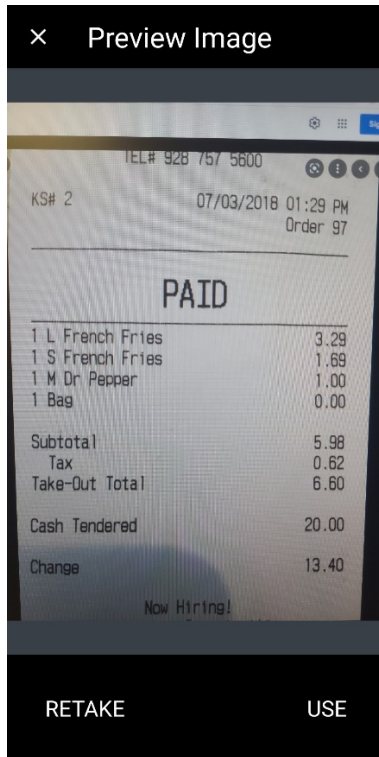 × Preview Image
Sig
TEL# 928 757 5600
KS# 2 07/03/2018 01:29 PM
Order 97
PAID
1 L French Fries 3.29
1 S French Fries 1.69
1 M Dr Pepper 1.00
1 Bag 0.00
Subtotal 5.98
Tax 0.62
Take-Out Total 6.60
Cash Tendered 20.00
Change 13.40
Now Hiring!
RETAKE USE